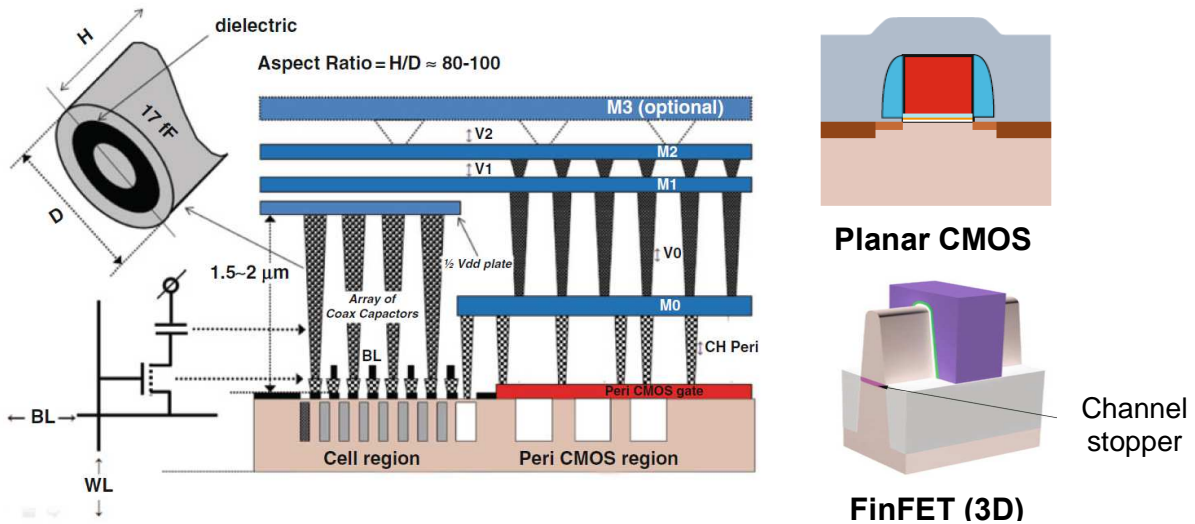 H
dielectric
17 fF
D
Aspect Ratio = H/D ≈ 80-100
M3 (optional)
V2
M2
V1
M1
½ Vdd plate
V0
1.5~2 μm
Array of
Coax Capactors
M0
BL
CH Peri
Peri CMOS gate
← BL →
WL
Cell region
Peri CMOS region
Planar CMOS
Channel
stopper
FinFET (3D)